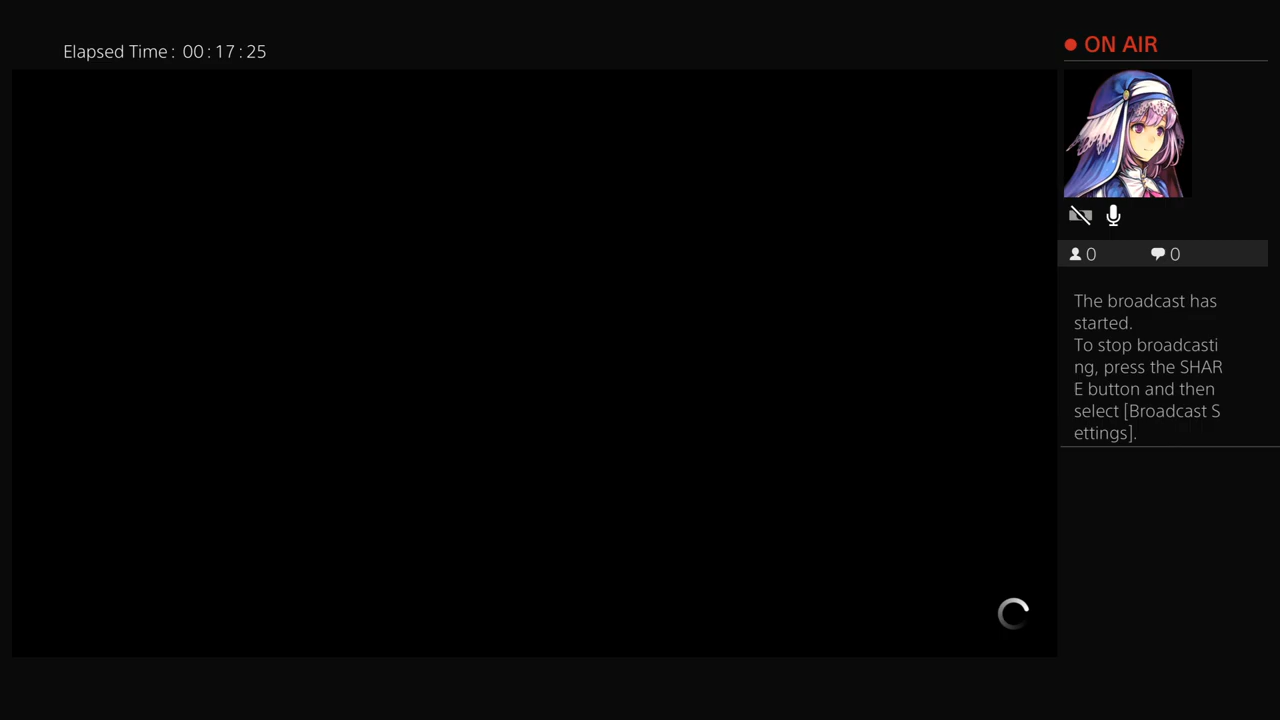 Elapsed Time: 00:17:25
ON AIR
0 0
The broadcast has
started.
To stop broadcasti
ng, press the SHAR
E button and then
select [Broadcast S
ettings].